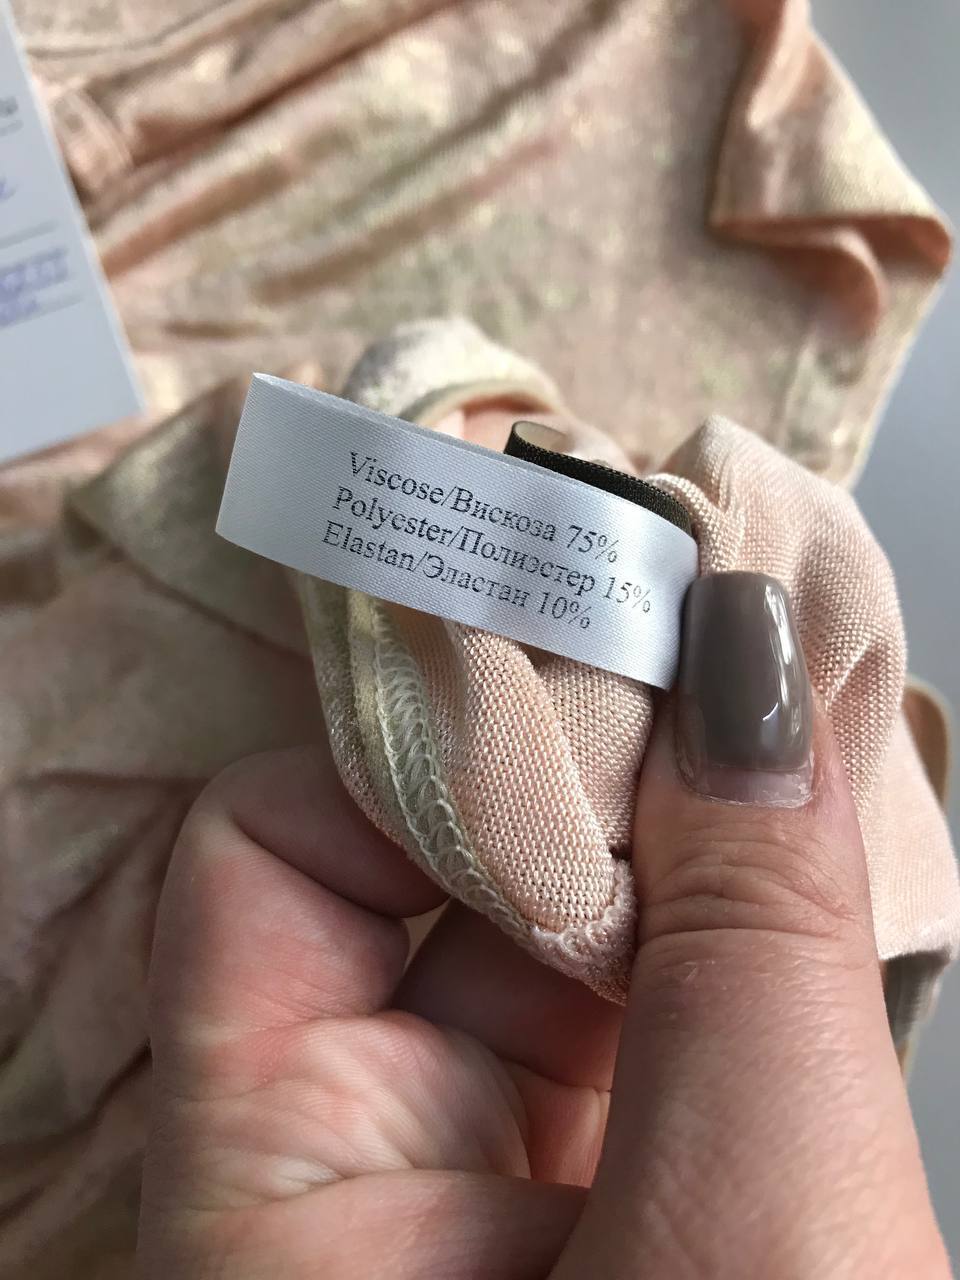 Viscose/Вискоза 75%
Polyester/Полиэстер 15%
Elastan/Эластан 10%